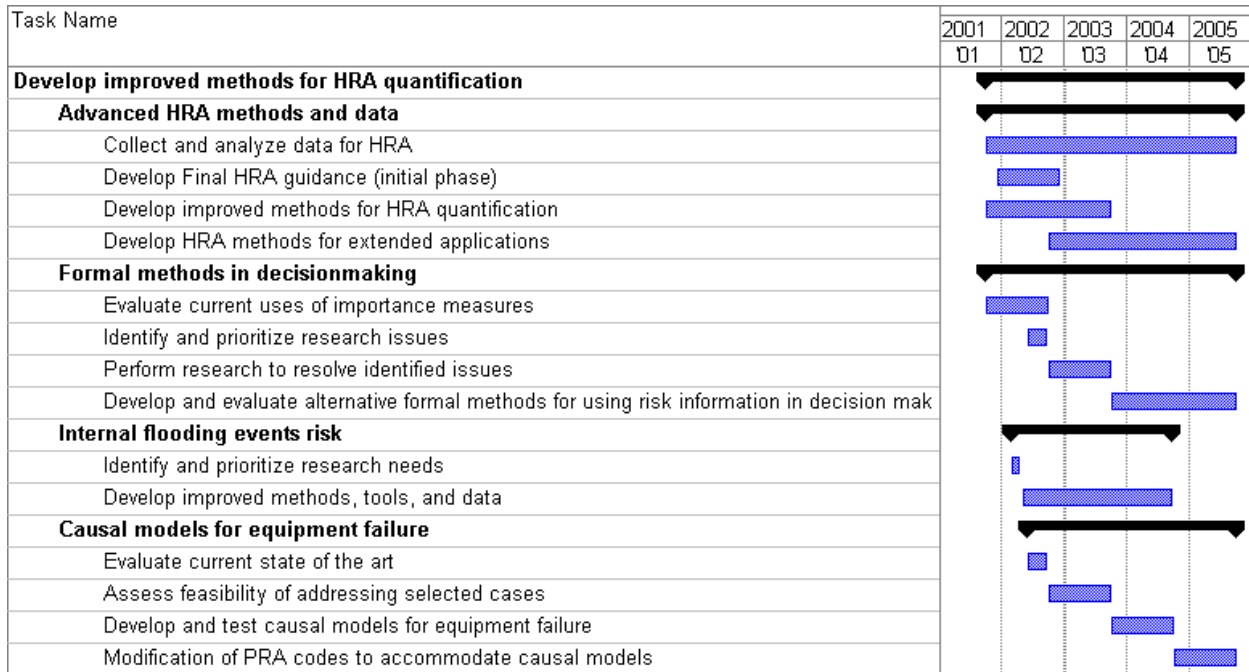 Task Name
2001 2002 2003 2004 2005
'01 '02 '03 '04 '05
Develop improved methods for HRA quantification
Advanced HRA methods and data
Collect and analyze data for HRA
Develop Final HRA guidance (initial phase)
Develop improved methods for HRA quantification
Develop HRA methods for extended applications
Formal methods in decisionmaking
Evaluate current uses of importance measures
Identify and prioritize research issues
Perform research to resolve identified issues
Develop and evaluate alternative formal methods for using risk information in decision mak
Internal flooding events risk
Identify and prioritize research needs
Develop improved methods, tools, and data
Causal models for equipment failure
Evaluate current state of the art
Assess feasibility of addressing selected cases
Develop and test causal models for equipment failure
Modification of PRA codes to accommodate causal models